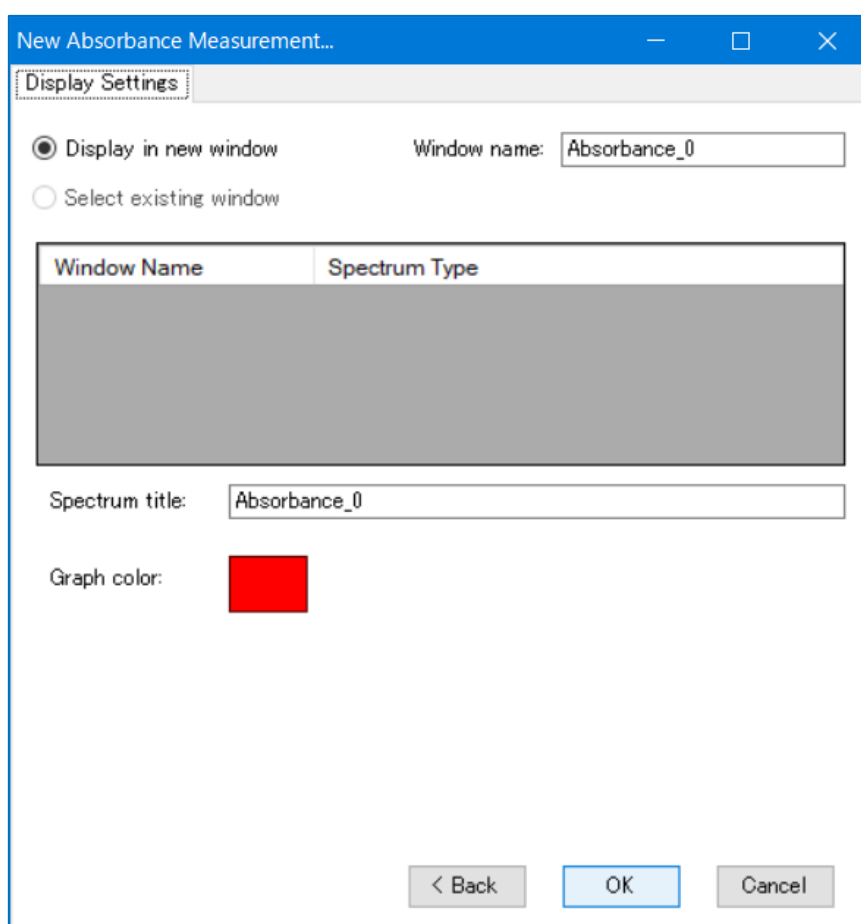 New Absorbance Measurement...
Display Settings
Display in new window Window name: Absorbance_0
Select existing window
Window Name Spectrum Type
Spectrum title: Absorbance_0
Graph color:
< Back OK Cancel